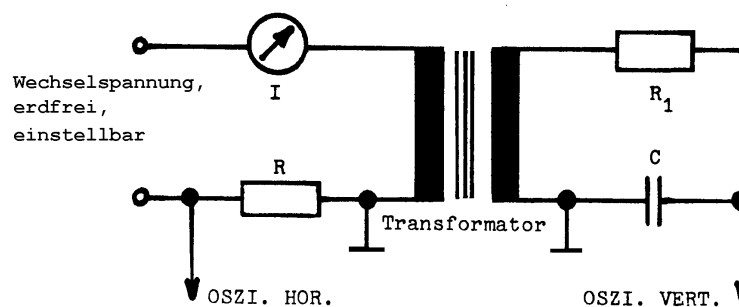 Wechselspannung,
erdfrei,
einstellbar
I
R₁
R
C
Transformator
OSZI. HOR.
OSZI. VERT.